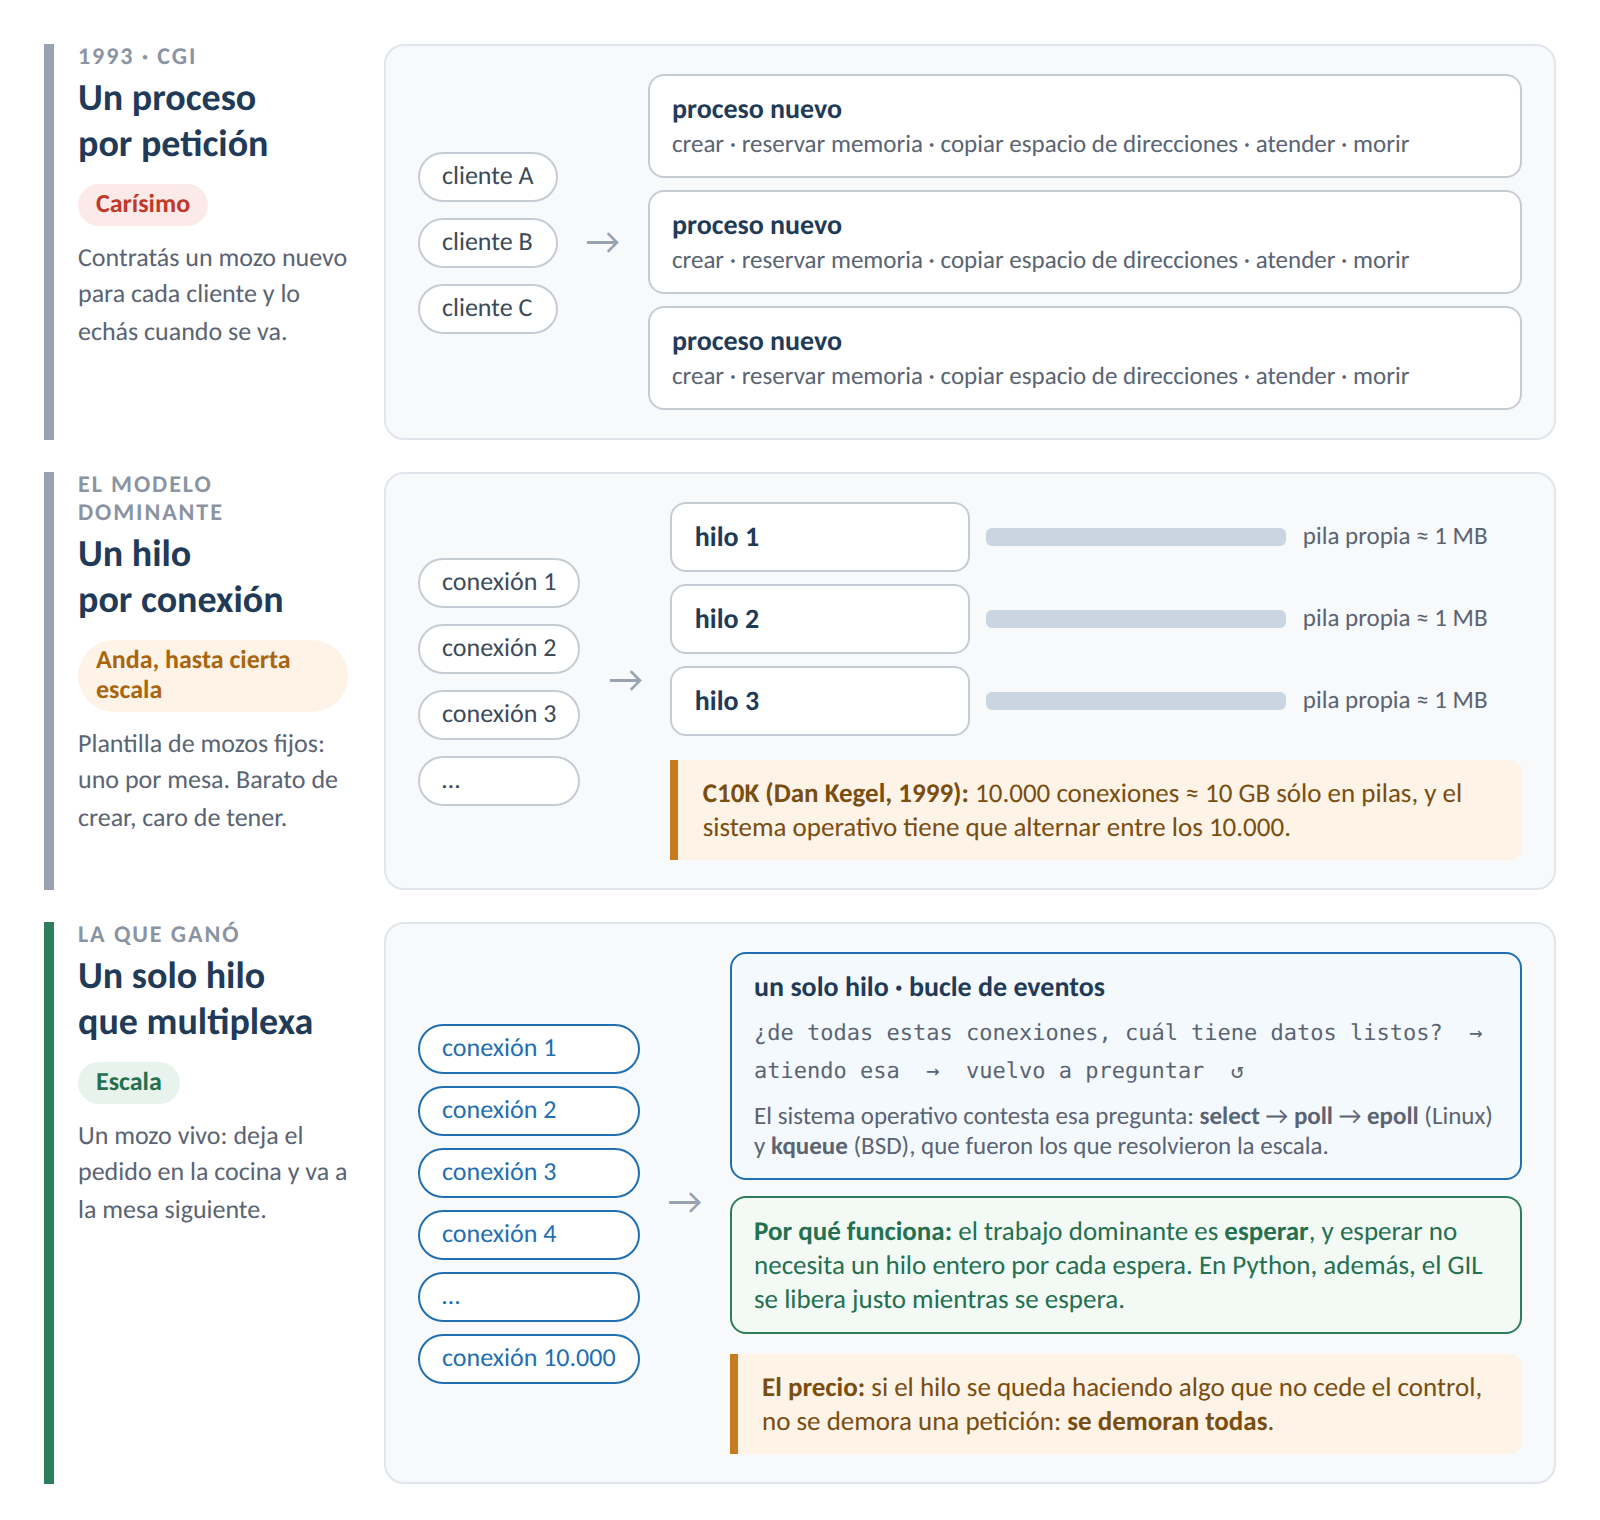 1993 · CGI
Un proceso
por petición
Carísimo
Contratás un mozo nuevo
para cada cliente y lo
echás cuando se va.
cliente A
cliente B
cliente C
→
proceso nuevo
crear · reservar memoria · copiar espacio de direcciones · atender · morir
proceso nuevo
crear · reservar memoria · copiar espacio de direcciones · atender · morir
proceso nuevo
crear · reservar memoria · copiar espacio de direcciones · atender · morir
EL MODELO
DOMINANTE
Un hilo
por conexión
Anda, hasta cierta
escala
Plantilla de mozos fijos:
uno por mesa. Barato de
crear, caro de tener.
conexión 1
conexión 2
conexión 3
...
→
hilo 1
pila propia ≈ 1 MB
hilo 2
pila propia ≈ 1 MB
hilo 3
pila propia ≈ 1 MB
C10K (Dan Kegel, 1999): 10.000 conexiones ≈ 10 GB sólo en pilas, y el
sistema operativo tiene que alternar entre los 10.000.
LA QUE GANÓ
Un solo hilo
que multiplexa
Escala
Un mozo vivo: deja el
pedido en la cocina y va a
la mesa siguiente.
conexión 1
conexión 2
conexión 3
conexión 4
...
conexión 10.000
→
un solo hilo · bucle de eventos
¿de todas estas conexiones, cuál tiene datos listos? →
atiendo esa → vuelvo a preguntar ↺
El sistema operativo contesta esa pregunta: select → poll → epoll (Linux)
y kqueue (BSD), que fueron los que resolvieron la escala.
Por qué funciona: el trabajo dominante es esperar, y esperar no
necesita un hilo entero por cada espera. En Python, además, el GIL
se libera justo mientras se espera.
El precio: si el hilo se queda haciendo algo que no cede el control,
no se demora una petición: se demoran todas.